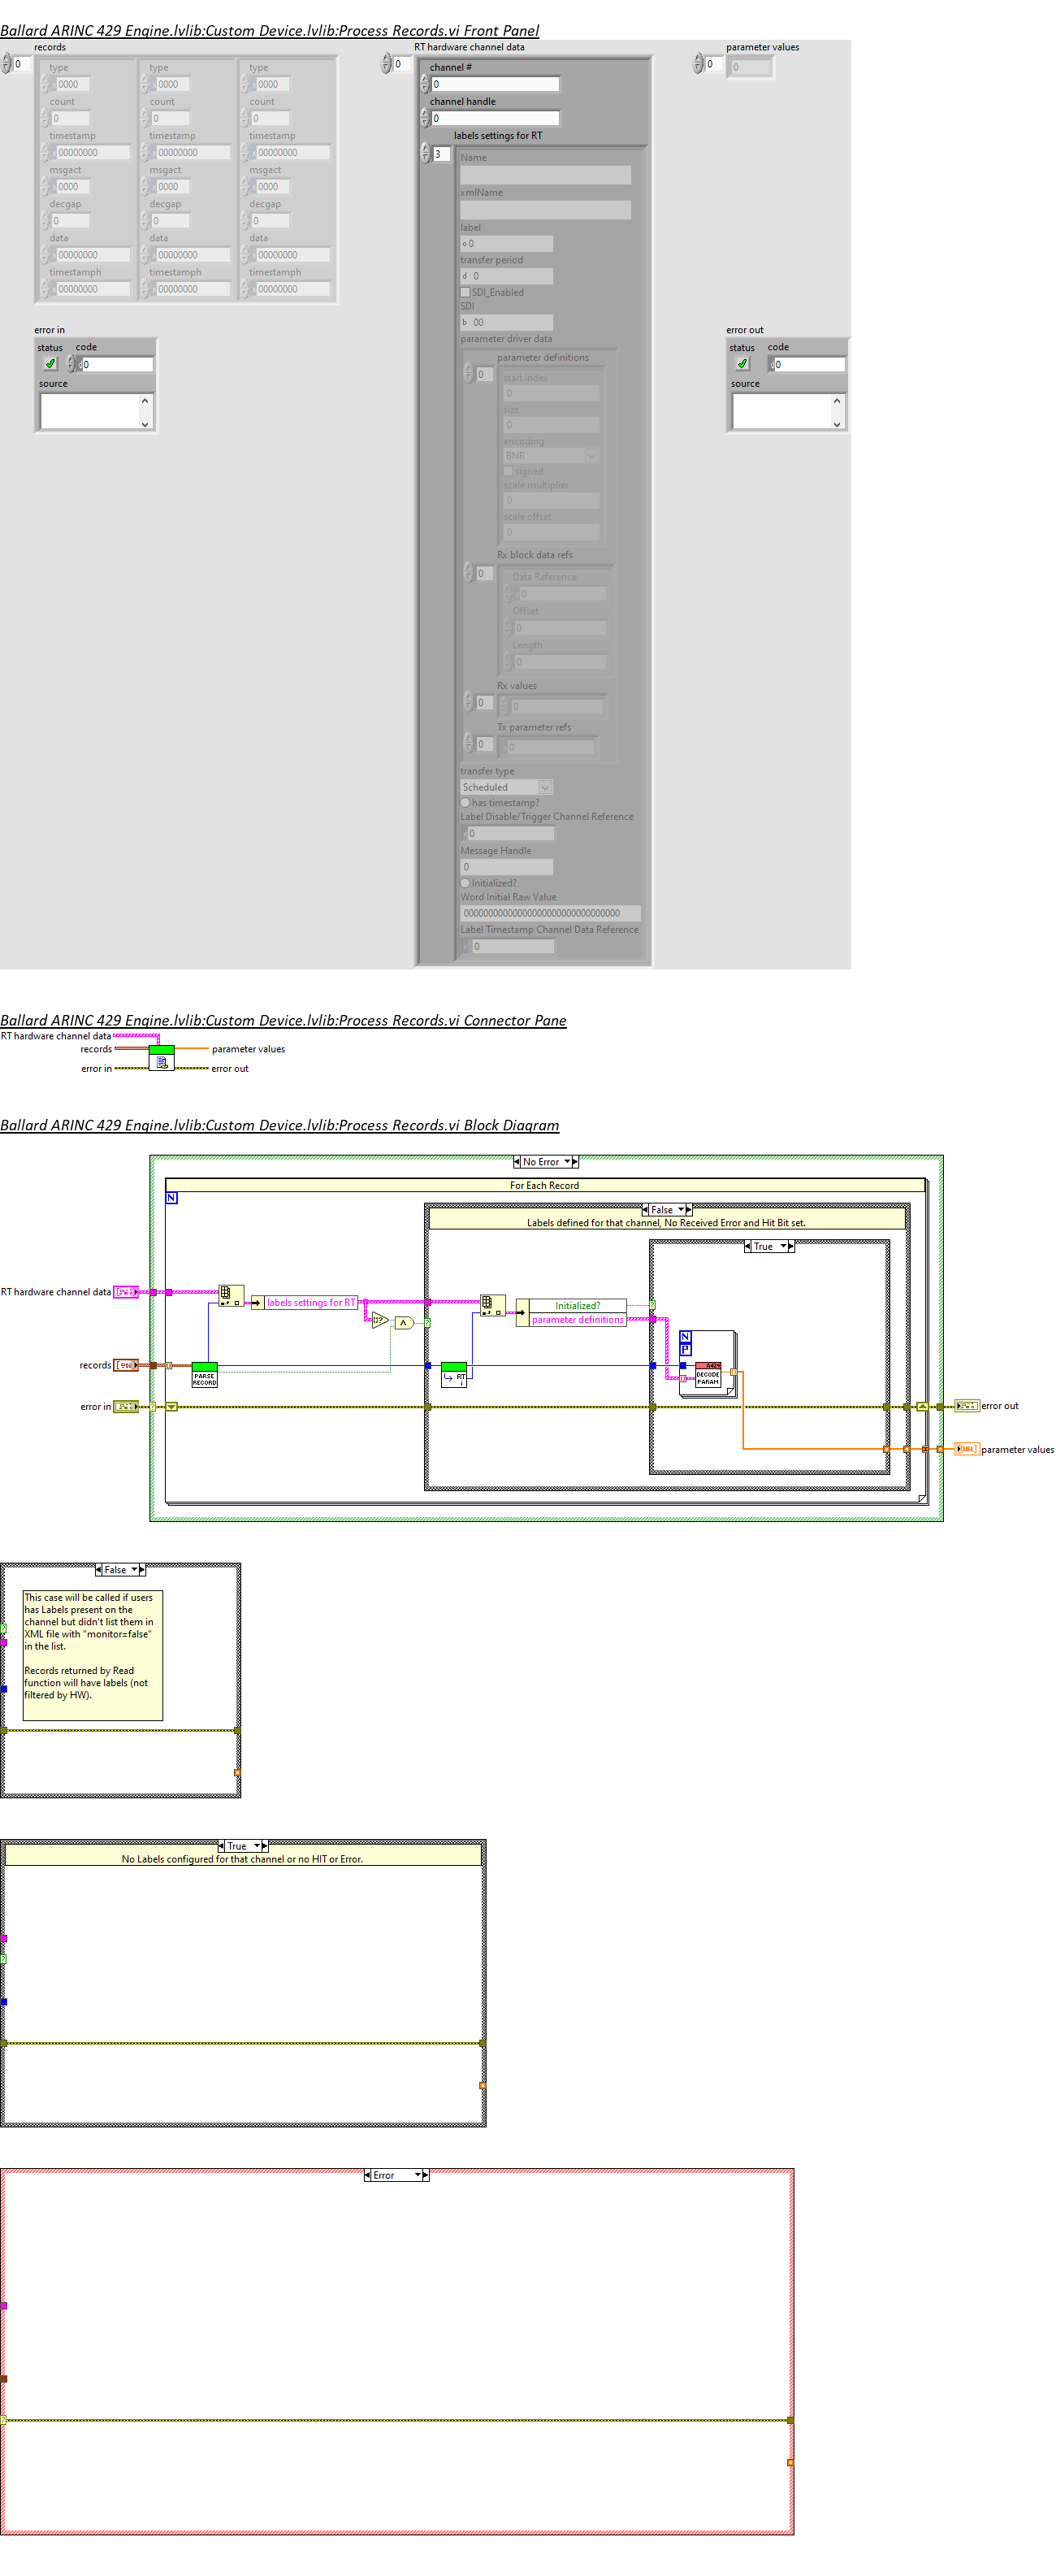 Ballard ARINC 429 Engine.lvlib:Custom Device.lvlib:Process Records.vi Front Panel
records
0
type
0000
count
0
timestamp
00000000
msgact
0000
decgap
0
data
00000000
timestamph
00000000
type
0000
count
0
timestamp
00000000
msgact
0000
decgap
0
data
00000000
timestamph
00000000
type
0000
count
0
timestamp
00000000
msgact
0000
decgap
0
data
00000000
timestamph
00000000
error in
status
code
0
source
RT hardware channel data
0
channel #
0
channel handle
0
labels settings for RT
3
Name
xmlName
label
o 0
transfer period
d 0
SDI_Enabled
SDI
b 00
parameter driver data
parameter definitions
0
start index
0
size
0
encoding
BNR
signed
scale multiplier
0
scale offset
0
Rx block data refs
0
Data Reference
0
Offset
0
Length
0
Rx values
0
0
Tx parameter refs
0
0
transfer type
Scheduled
has timestamp?
Label Disable/Trigger Channel Reference
x 0
Message Handle
0
Initialized?
Word Initial Raw Value
00000000000000000000000000000000
Label Timestamp Channel Data Reference
x 0
parameter values
0
0
error out
status
code
0
source
Ballard ARINC 429 Engine.lvlib:Custom Device.lvlib:Process Records.vi Connector Pane
RT hardware channel data
records
error in
parameter values
error out
Ballard ARINC 429 Engine.lvlib:Custom Device.lvlib:Process Records.vi Block Diagram
No Error
For Each Record
N
False
Labels defined for that channel, No Received Error and Hit Bit set.
True
RT hardware channel data
labels settings for RT
Initialized?
parameter definitions
N
P
records
PARSE
RECORD
RT
i
A429
DECODE
PARAM
error in
error out
DBL
parameter values
False
This case will be called if users
has Labels present on the
channel but didn't list them in
XML file with "monitor=false"
in the list.
Records returned by Read
function will have labels (not
filtered by HW).
True
No Labels configured for that channel or no HIT or Error.
Error